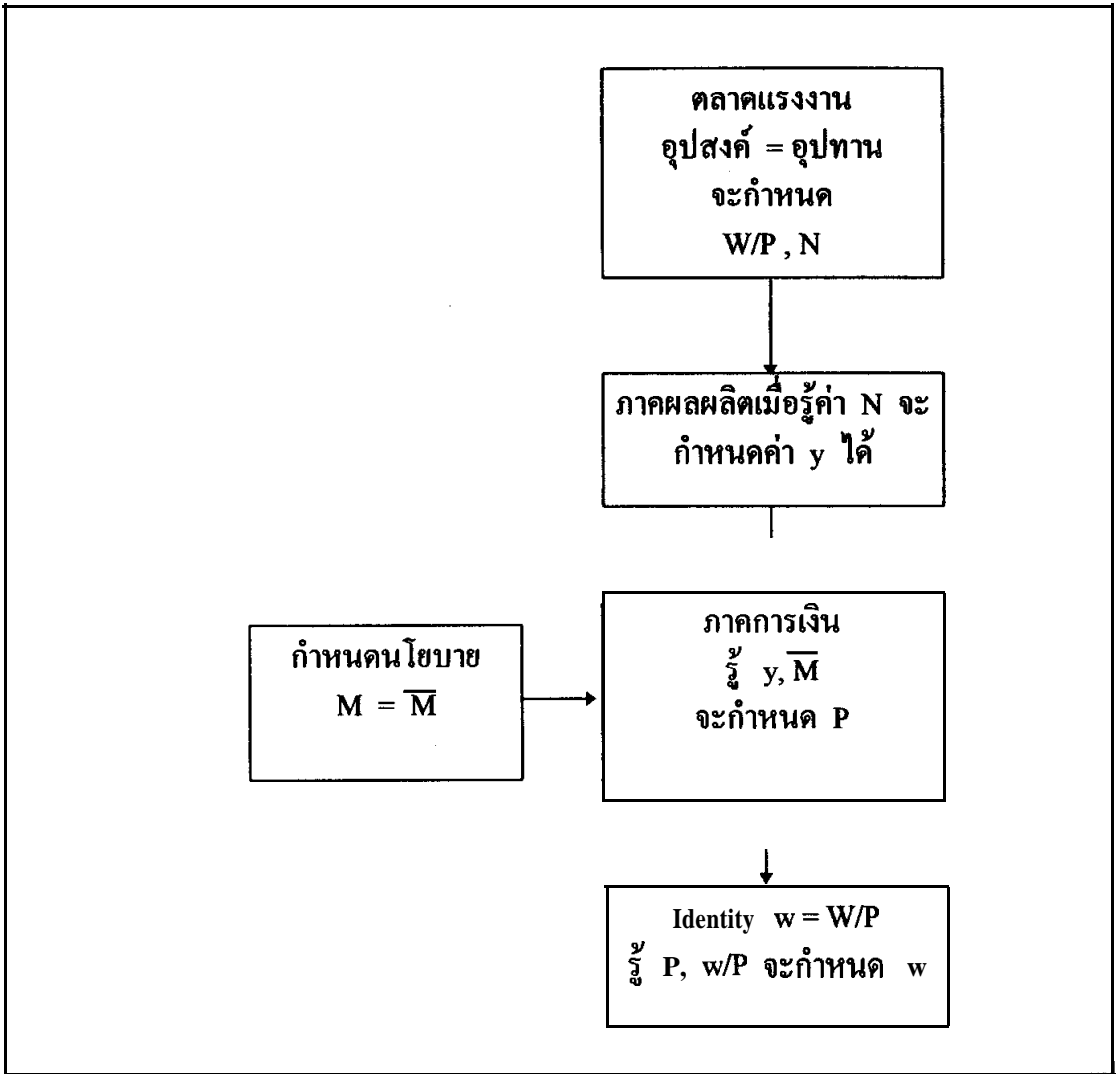 ตลาดแรงงาน
อุปสงค์ = อุปทาน
จะกำหนด
W/P , N
ภาคผลผลิตเมื่อรู้ค่า N จะ
กำหนดค่า y ได้
กำหนดนโยบาย
M = M̅
ภาคการเงิน
รู้ y, M̅
จะกำหนด P
Identity w = W/P
รู้ P, w/P จะกำหนด w